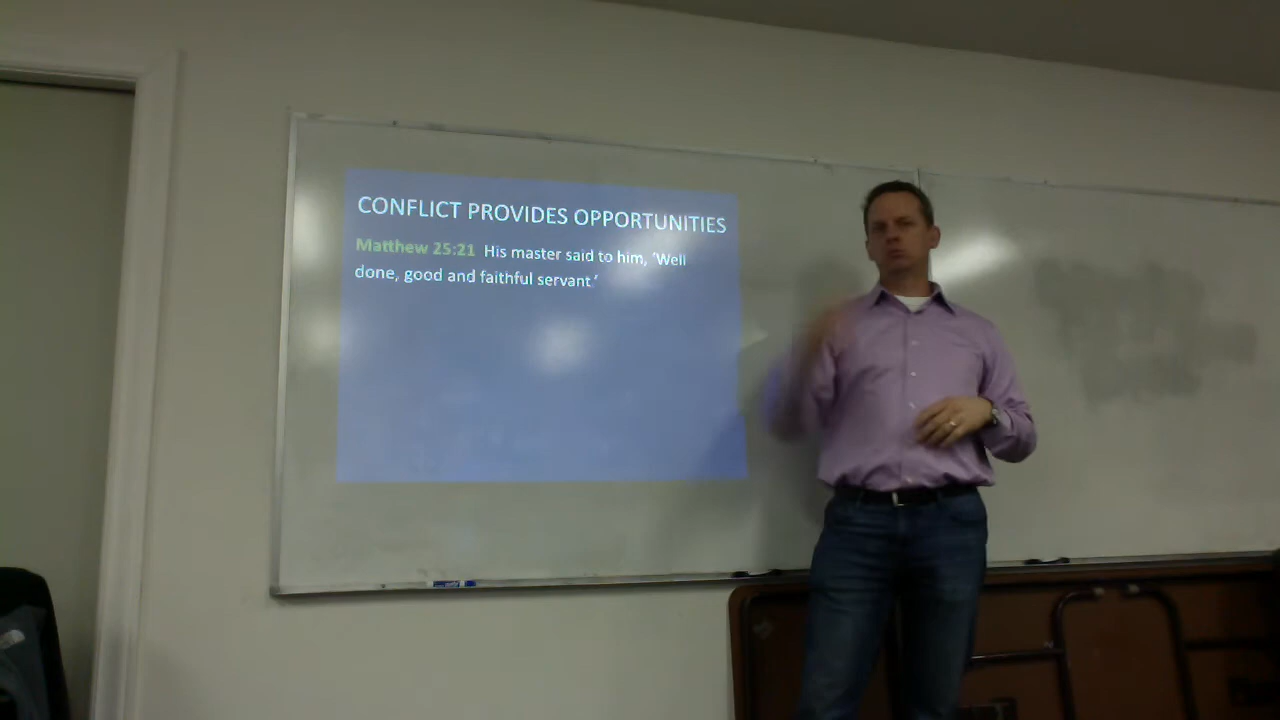 CONFLICT PROVIDES OPPORTUNITIES
Matthew 25:21 His master said to him, 'Well
done, good and faithful servant.'